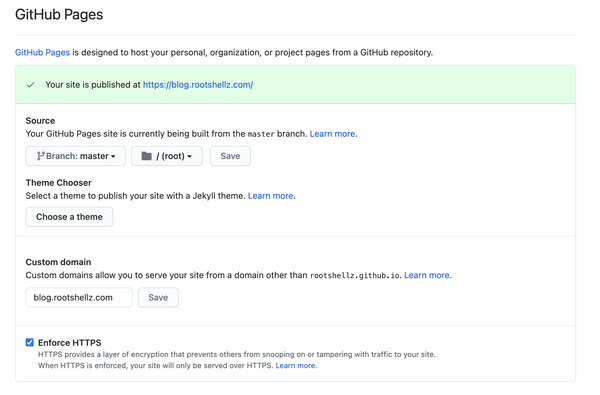 GitHub Pages
GitHub Pages is designed to host your personal, organization, or project pages from a GitHub repository.
Your site is published at https://blog.rootshellz.com/
Source
Your GitHub Pages site is currently being built from the master branch. Learn more.
Branch: master / (root) Save
Theme Chooser
Select a theme to publish your site with a Jekyll theme. Learn more.
Choose a theme
Custom domain
Custom domains allow you to serve your site from a domain other than rootshellz.github.io. Learn more.
blog.rootshellz.com Save
Enforce HTTPS
HTTPS provides a layer of encryption that prevents others from snooping on or tampering with traffic to your site.
When HTTPS is enforced, your site will only be served over HTTPS. Learn more.